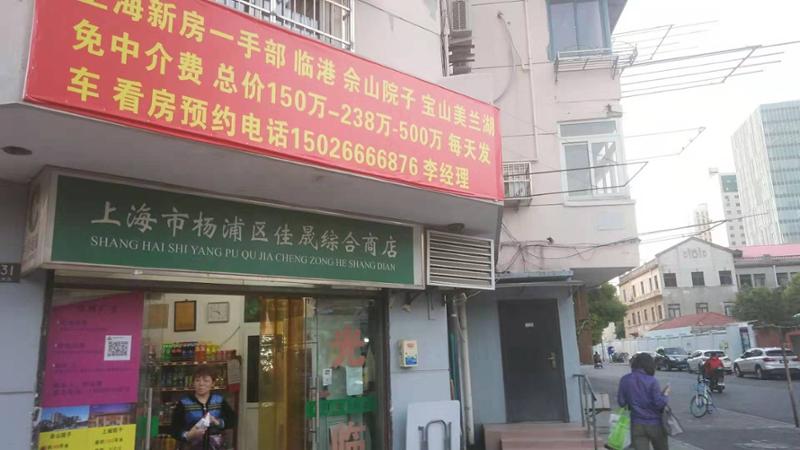 上海新房一手部 临港 佘山院子 宝山美兰湖
免中介费 总价150万-238万-500万 每天发
车 看房预约电话15026666876 李经理
上海市杨浦区佳晟综合商店
SHANG HAI SHI YANG PU QU JIA CHENG ZONG HE SHANG DIAN
31
光
临